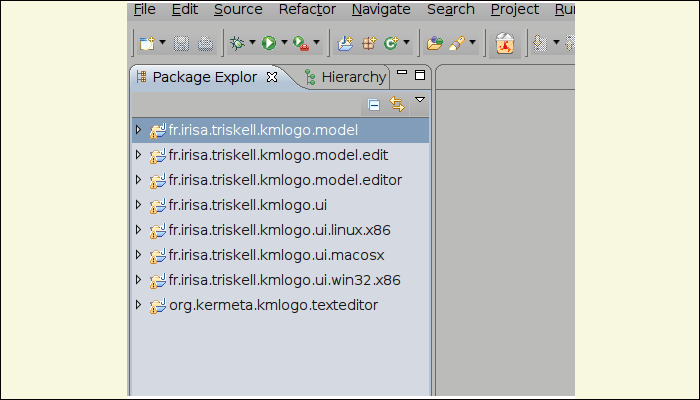 File Edit Source Refactor Navigate Search Project Ru
Package Explor Hierarchy
fr.irisa.triskell.kmlogo.model
fr.irisa.triskell.kmlogo.model.edit
fr.irisa.triskell.kmlogo.model.editor
fr.irisa.triskell.kmlogo.ui
fr.irisa.triskell.kmlogo.ui.linux.x86
fr.irisa.triskell.kmlogo.ui.macosx
fr.irisa.triskell.kmlogo.ui.win32.x86
org.kermeta.kmlogo.texteditor